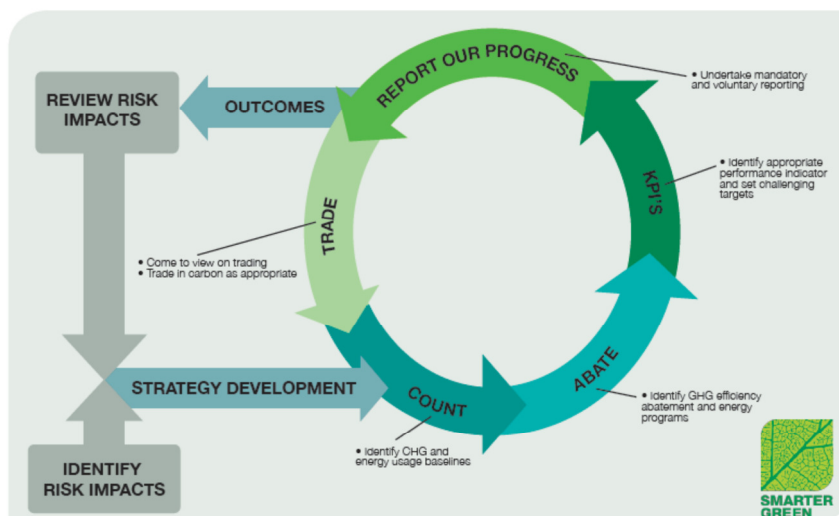 REPORT OUR PROGRESS
• Undertake mandatory
and voluntary reporting
REVIEW RISK
IMPACTS
OUTCOMES
KPI'S
• Identify appropriate
performance indicator
and set challenging
targets
TRADE
• Come to view on trading
• Trade in carbon as appropriate
STRATEGY DEVELOPMENT
COUNT
• Identify CHG and
energy usage baselines
ABATE
• Identify GHG efficiency
abatement and energy
programs
IDENTIFY
RISK IMPACTS
SMARTER
GREEN